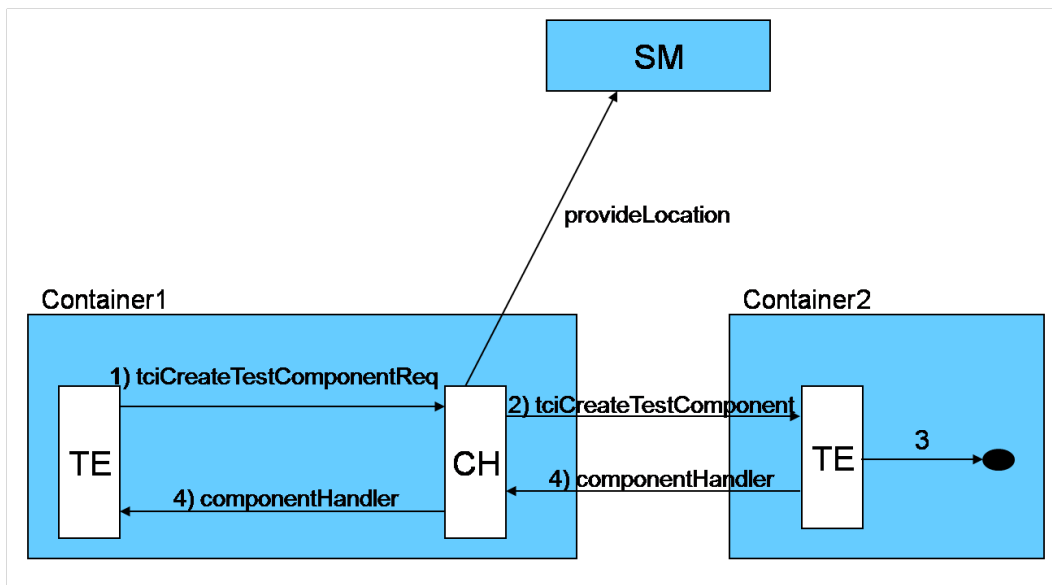 SM
provideLocation
Container1
Container2
1) tciCreateTestComponentReq
2) tciCreateTestComponent
TE
CH
TE
3
4) componentHandler
4) componentHandler